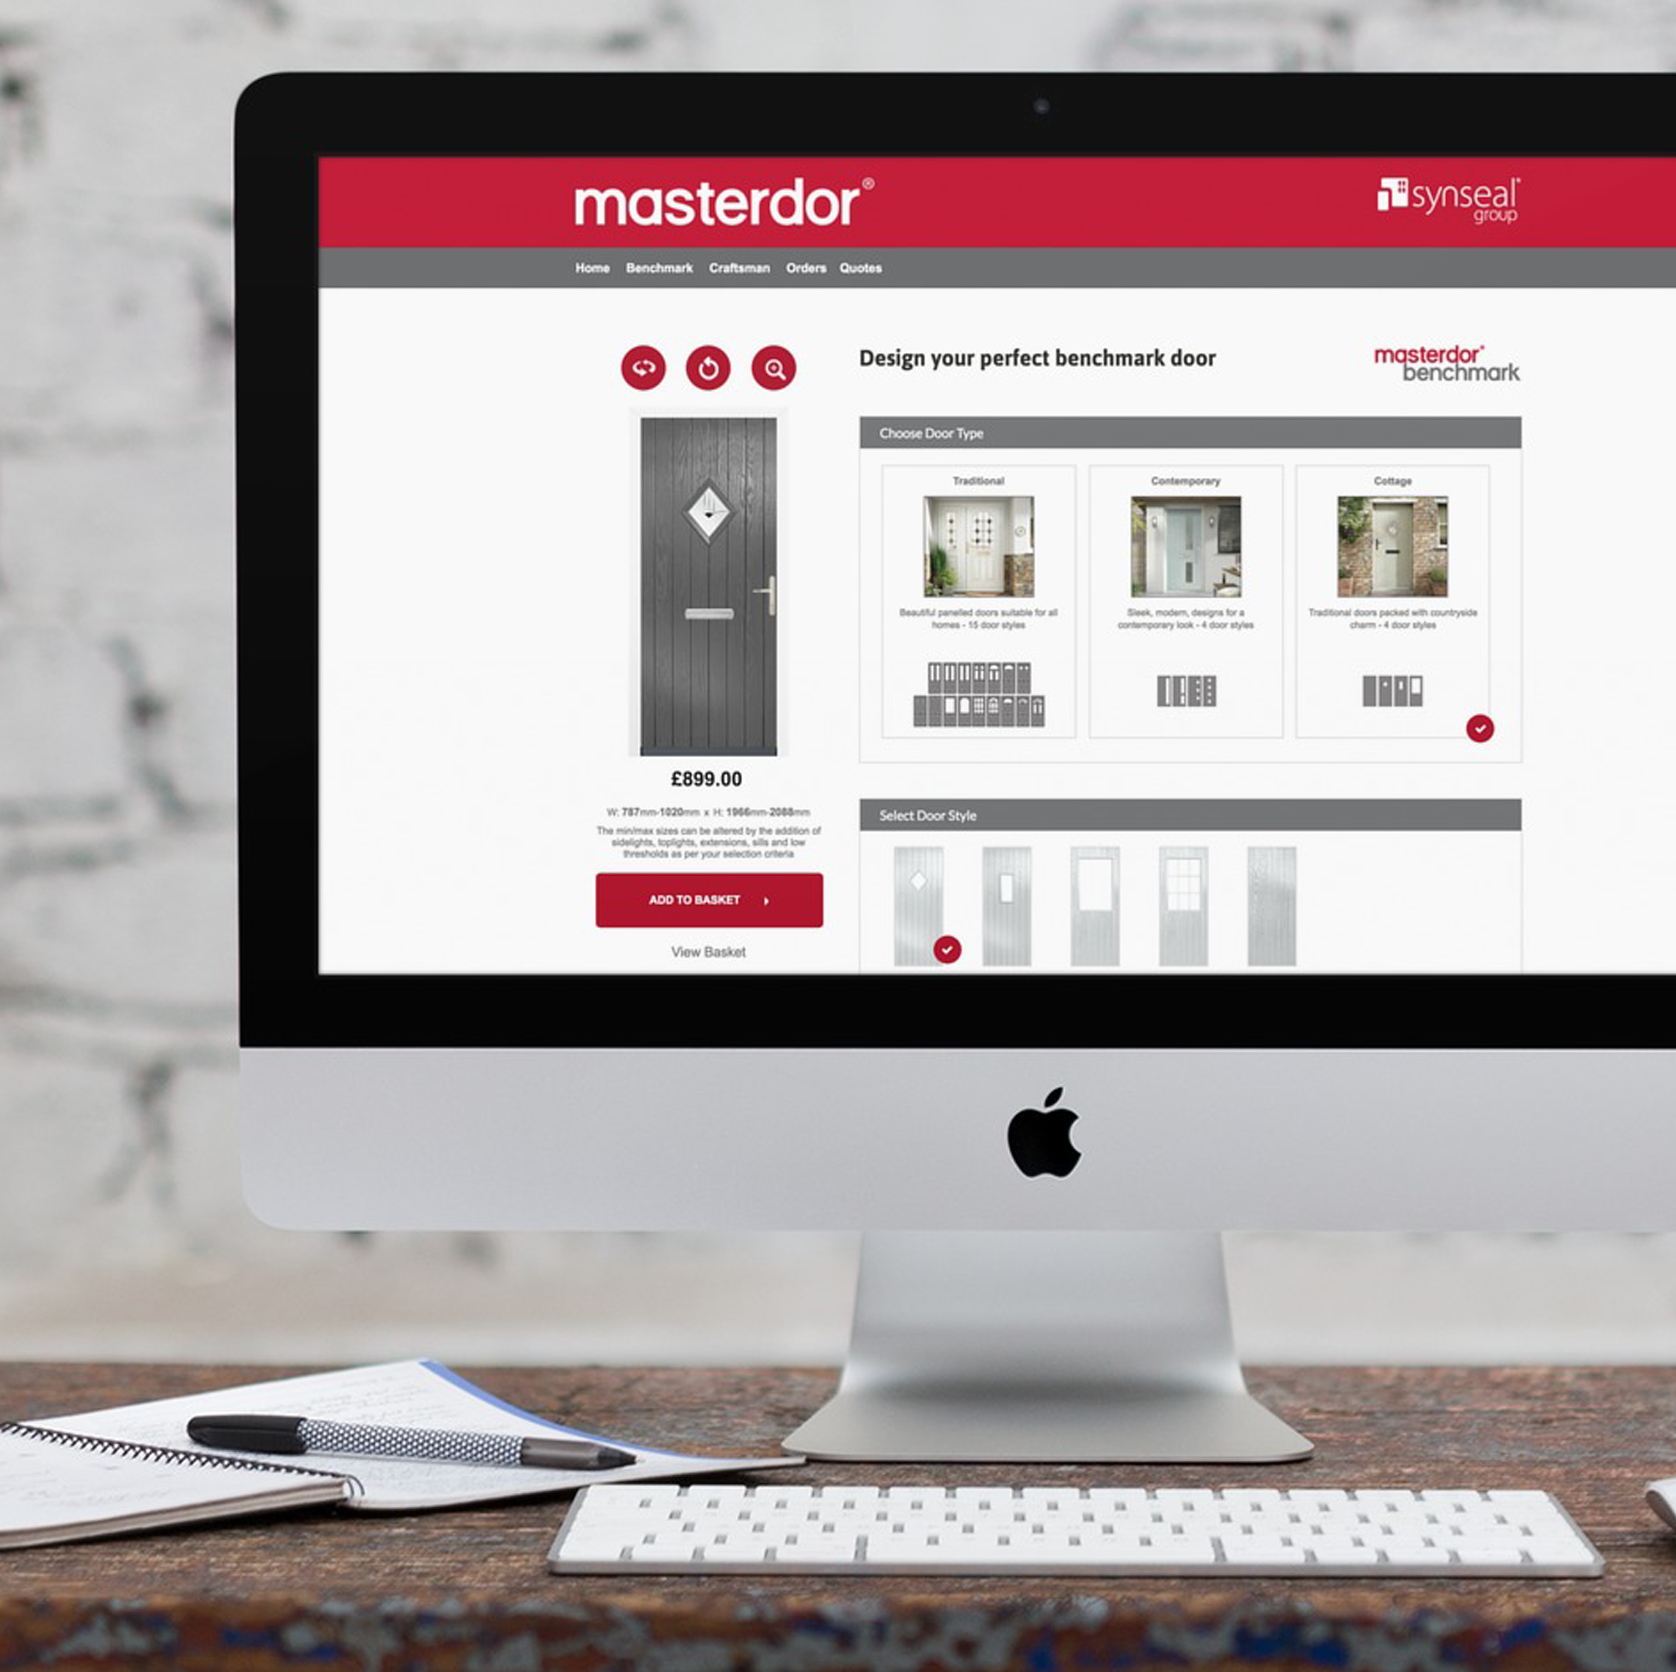 masterdor®
synseal®
group
Home Benchmark Craftsman Orders Quotes
Design your perfect benchmark door
masterdor®
benchmark
Choose Door Type
Traditional
Beautiful panelled doors suitable for all
homes - 15 door styles
Contemporary
Sleek, modern, designs for a
contemporary look - 4 door styles
Cottage
Traditional doors packed with countryside
charm - 4 door styles
£899.00
W: 787mm-1020mm x H: 1966mm-2088mm
The min/max sizes can be altered by the addition of
sidelights, toplights, extensions, sills and low
thresholds as per your selection criteria
ADD TO BASKET
View Basket
Select Door Style